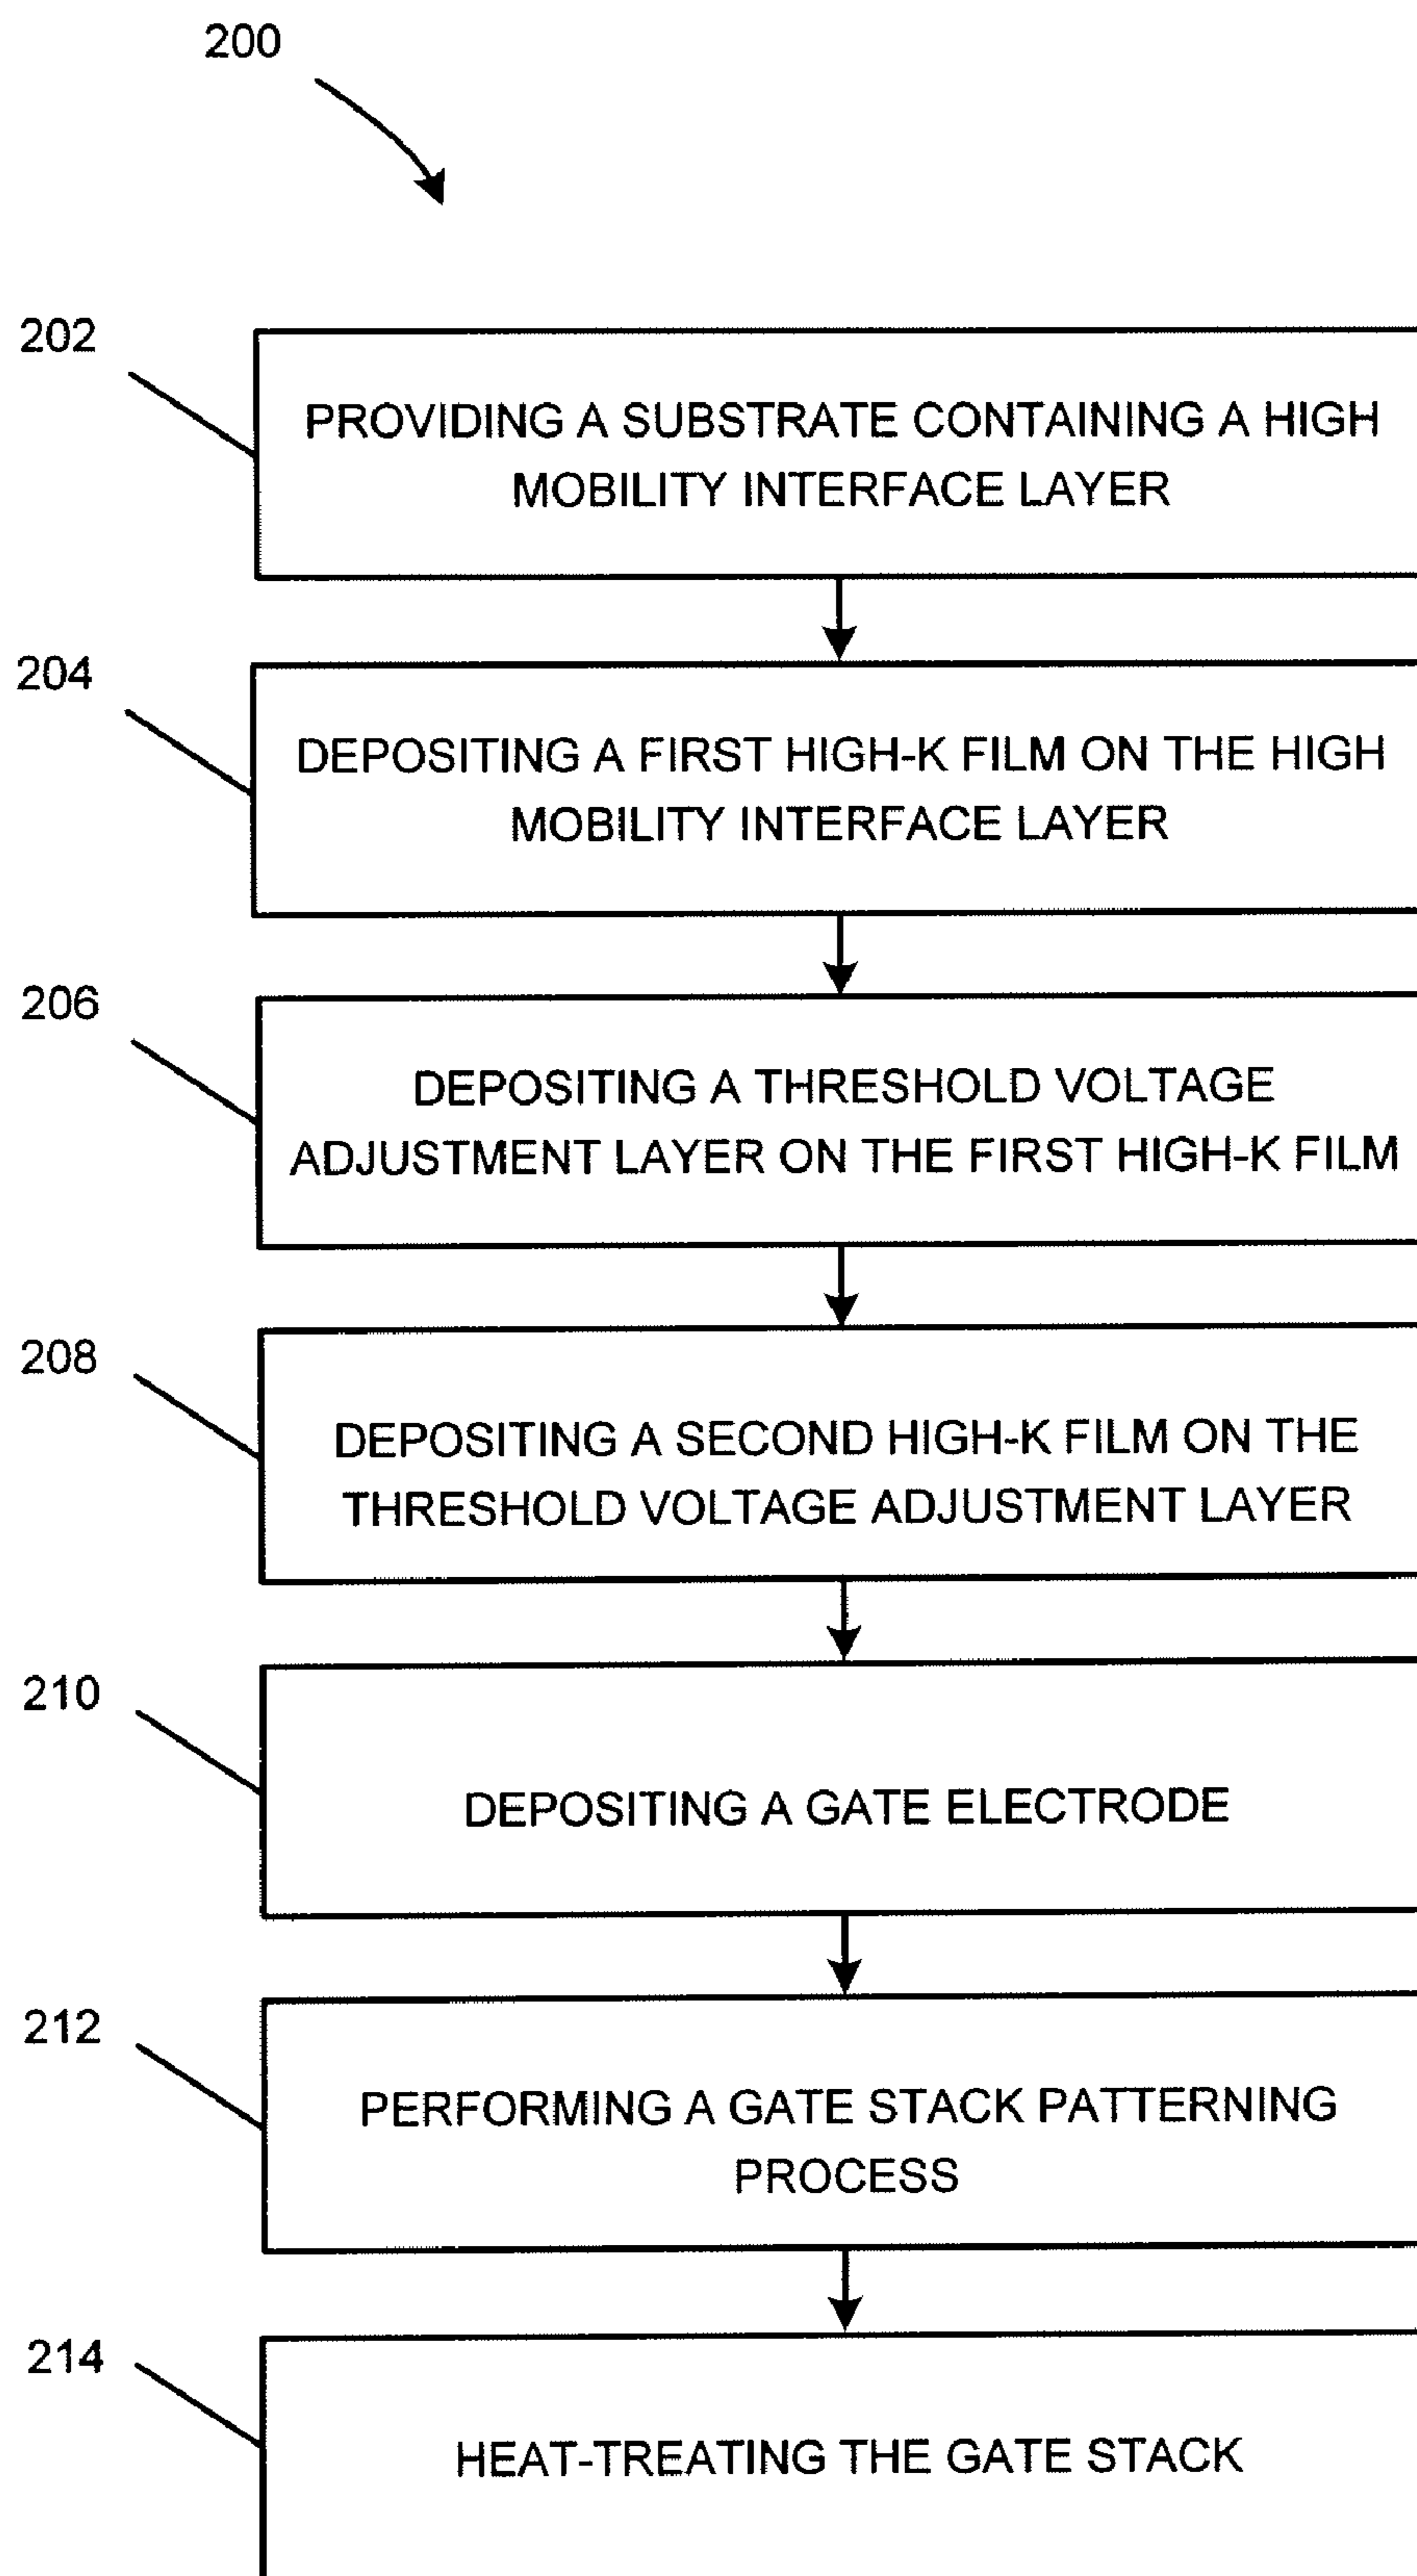 200
202
PROVIDING A SUBSTRATE CONTAINING A HIGH
MOBILITY INTERFACE LAYER
204
DEPOSITING A FIRST HIGH-K FILM ON THE HIGH
MOBILITY INTERFACE LAYER
206
DEPOSITING A THRESHOLD VOLTAGE
ADJUSTMENT LAYER ON THE FIRST HIGH-K FILM
208
DEPOSITING A SECOND HIGH-K FILM ON THE
THRESHOLD VOLTAGE ADJUSTMENT LAYER
210
DEPOSITING A GATE ELECTRODE
212
PERFORMING A GATE STACK PATTERNING
PROCESS
214
HEAT-TREATING THE GATE STACK